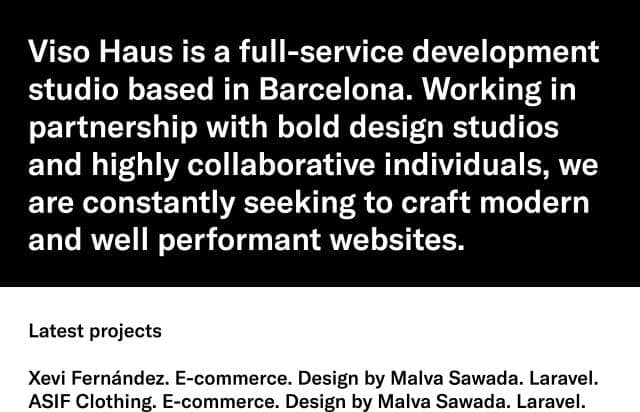 Viso Haus is a full-service development
studio based in Barcelona. Working in
partnership with bold design studios
and highly collaborative individuals, we
are constantly seeking to craft modern
and well performant websites.
Latest projects
Xevi Fernández. E-commerce. Design by Malva Sawada. Laravel.
ASIF Clothing. E-commerce. Design by Malva Sawada. Laravel.